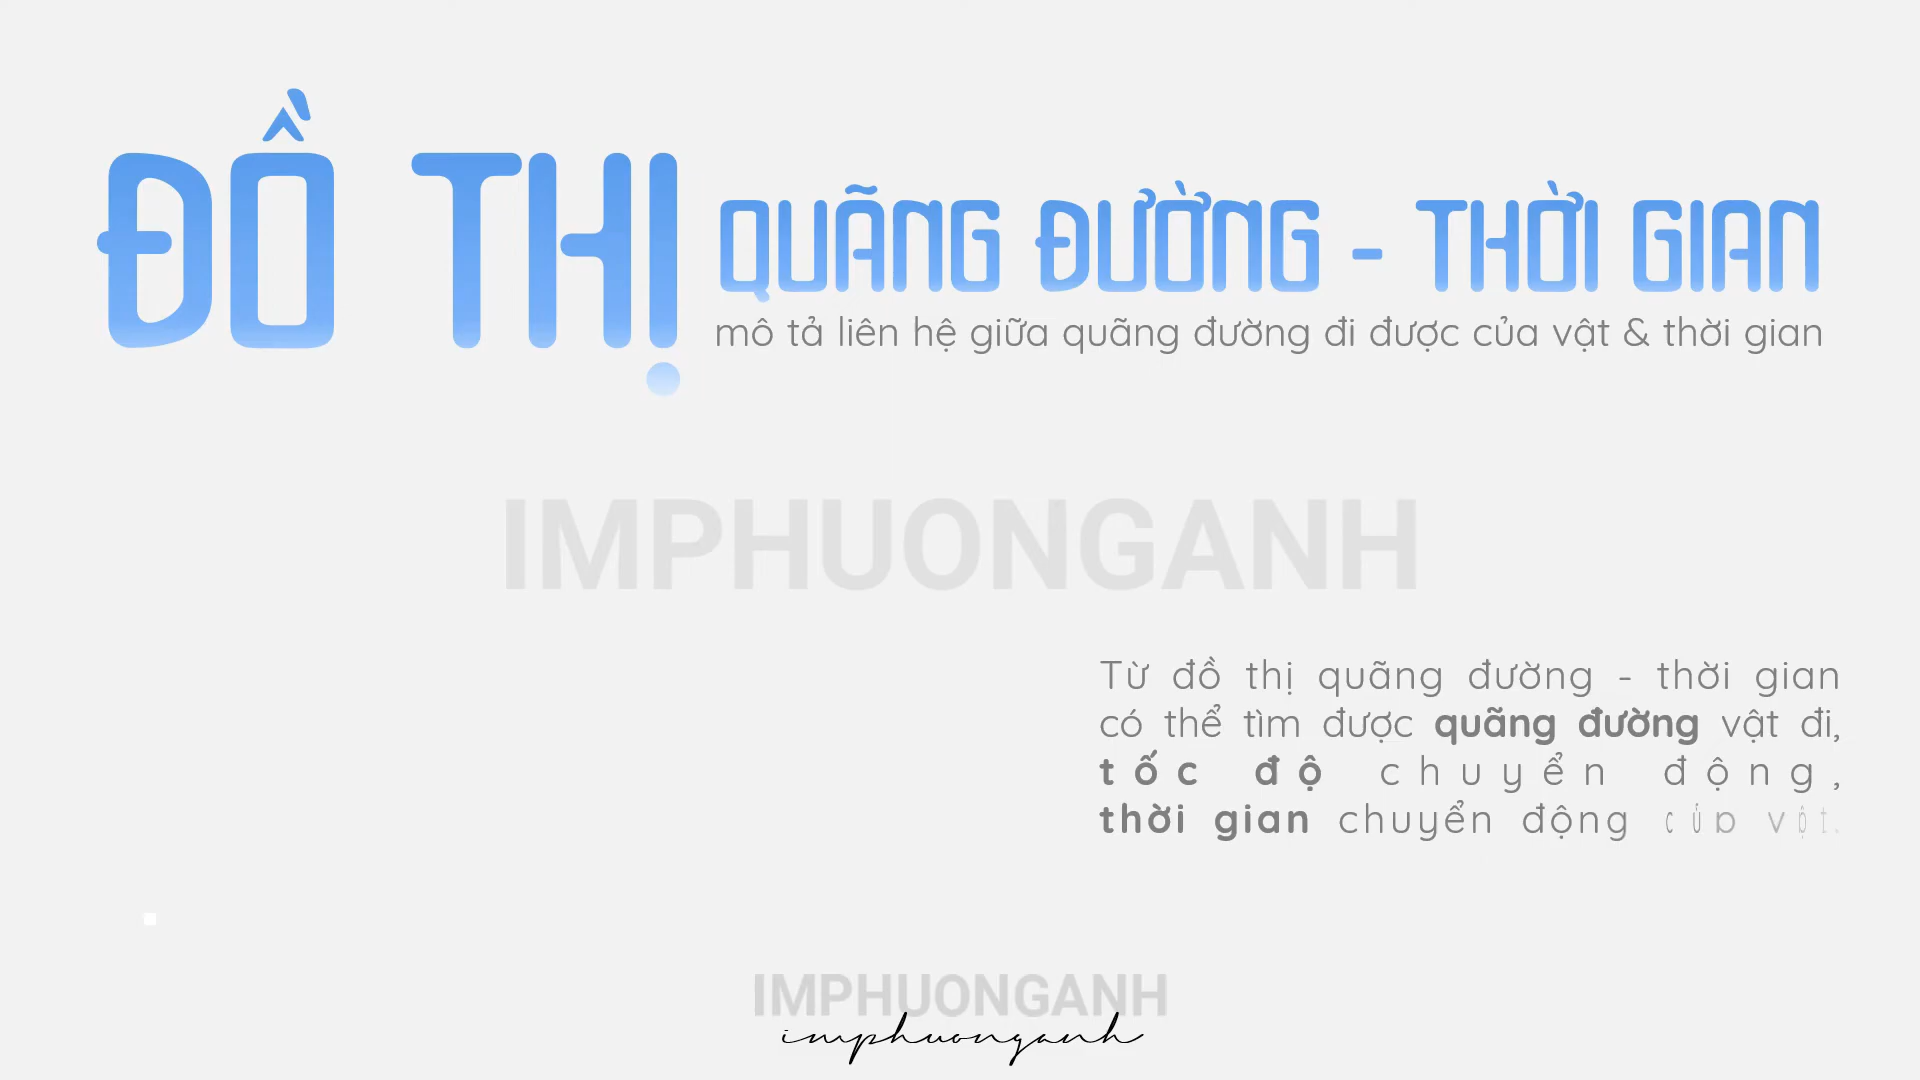 ĐỒ THỊ QUÃNG ĐƯỜNG - THỜI GIAN
mô tả liên hệ giữa quãng đường đi được của vật & thời gian
IMPHUONGANH
Từ đồ thị quãng đường - thời gian
có thể tìm được quãng đường vật đi,
tốc độ chuyển động,
thời gian chuyển động của vật.
IMPHUONGANH
imphuonganh